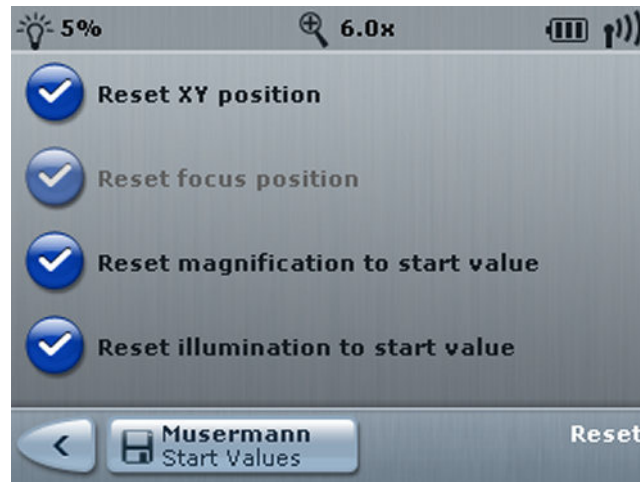 5%
6.0x
Reset XY position
Reset focus position
Reset magnification to start value
Reset illumination to start value
Musermann
Start Values
Reset